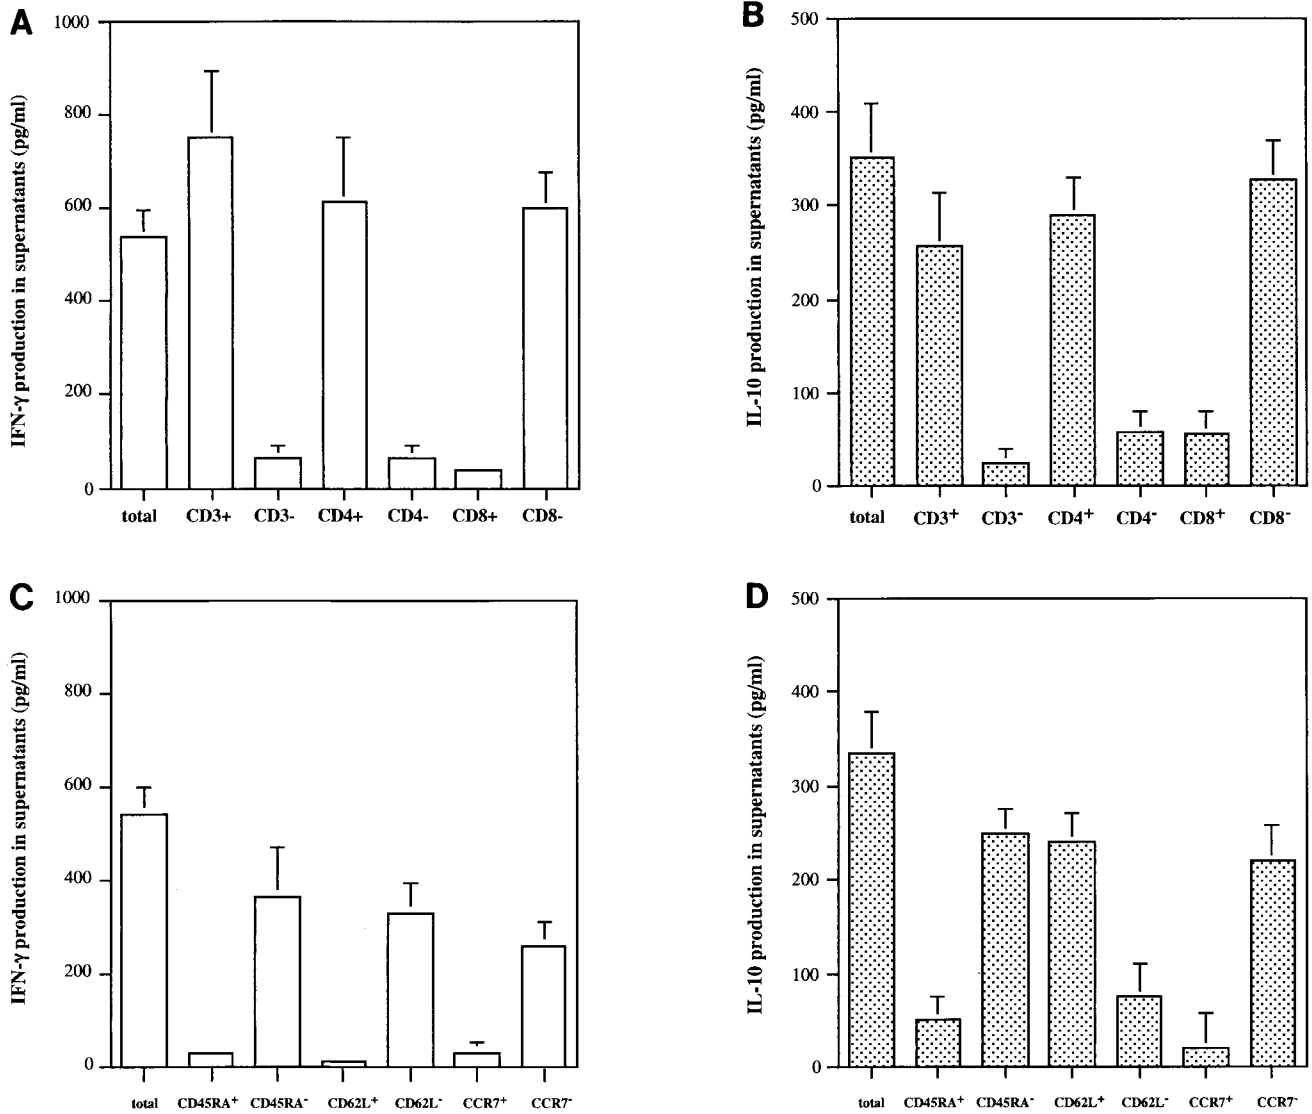 A
IFN-γ production in supernatants (pg/ml)
1000
800
600
400
200
0
total CD3+ CD3- CD4+ CD4- CD8+ CD8-
B
IL-10 production in supernatants (pg/ml)
500
400
300
200
100
0
total CD3+ CD3- CD4+ CD4- CD8+ CD8-
C
IFN-γ production in supernatants (pg/ml)
1000
800
600
400
200
0
total CD45RA+ CD45RA- CD62L+ CD62L- CCR7+ CCR7-
D
IL-10 production in supernatants (pg/ml)
500
400
300
200
100
0
total CD45RA+ CD45RA- CD62L+ CD62L- CCR7+ CCR7-